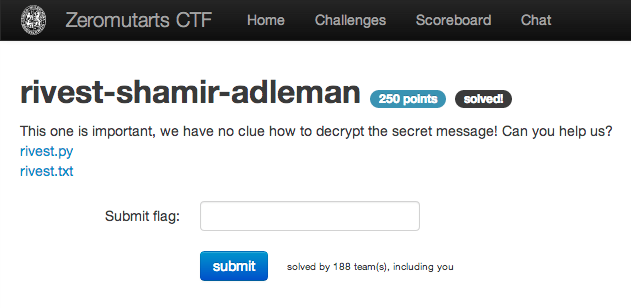 Zeromutarts CTF Home Challenges Scoreboard Chat
rivest-shamir-adleman 250 points solved!
This one is important, we have no clue how to decrypt the secret message! Can you help us?
rivest.py
rivest.txt
Submit flag:
submit solved by 188 team(s), including you